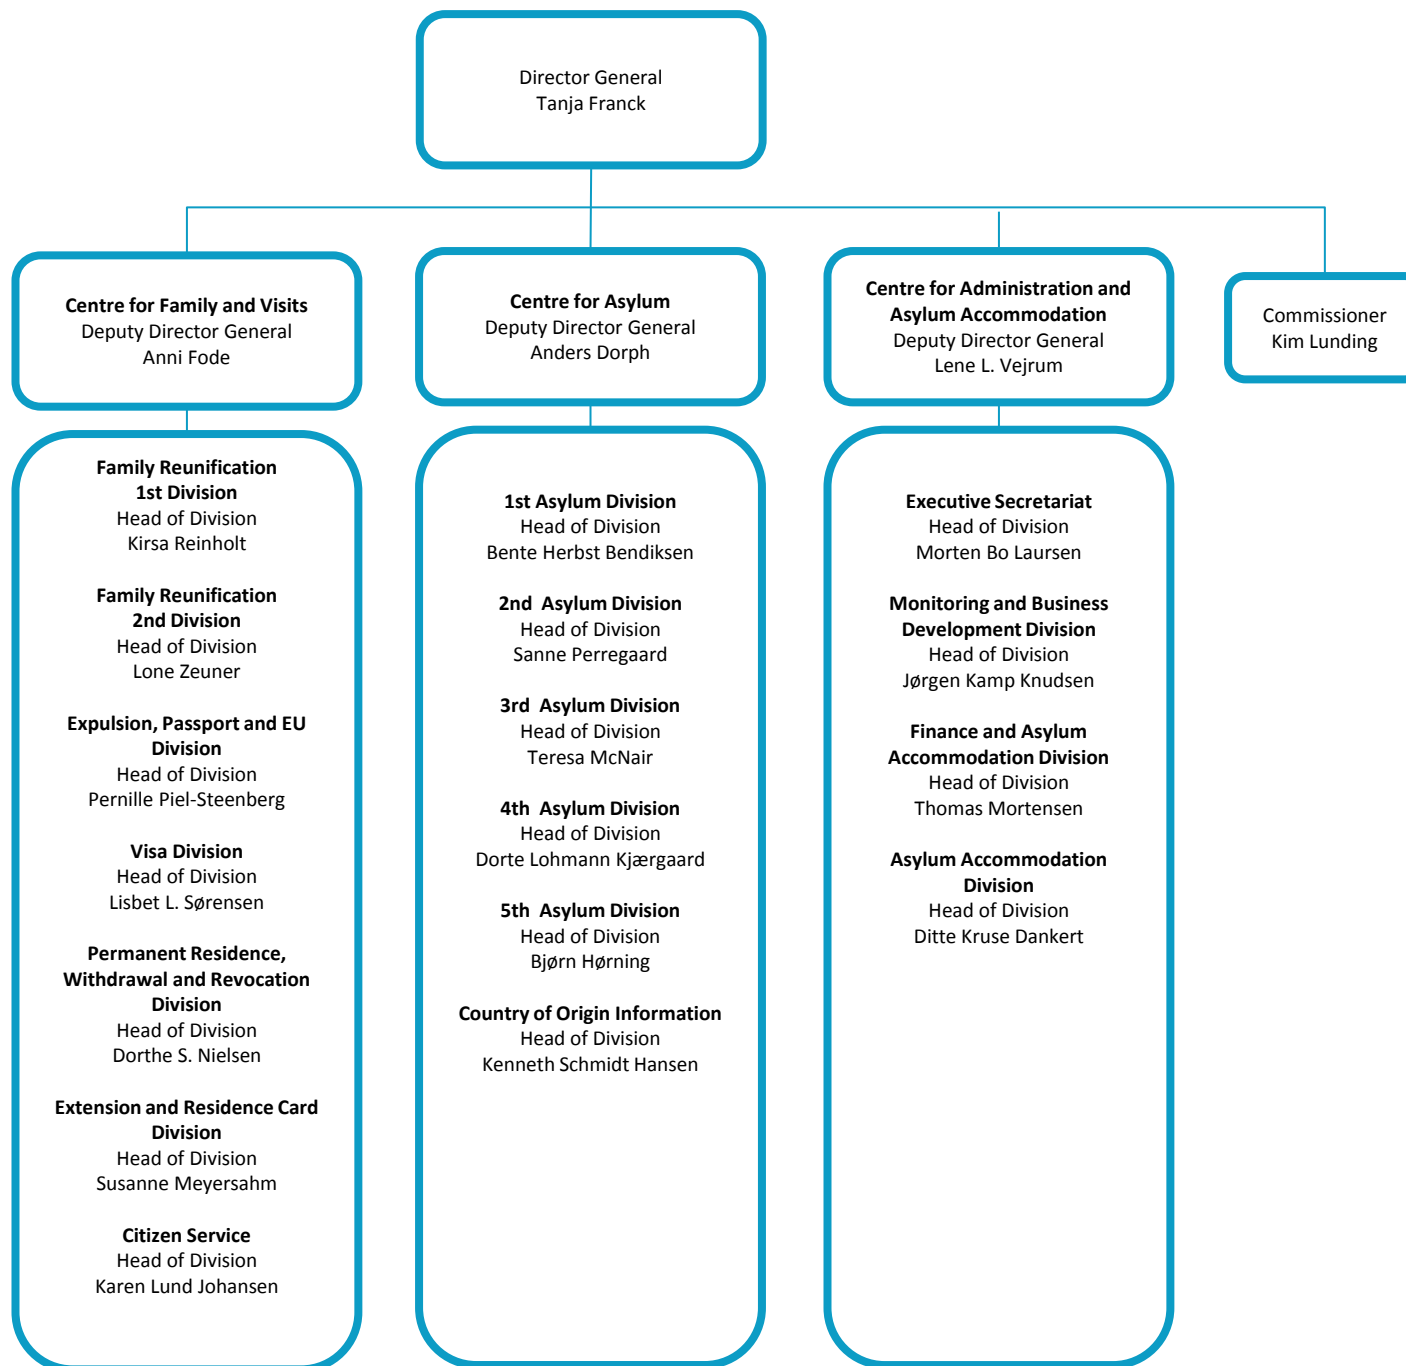 Director General
Tanja Franck
Centre for Family and Visits
Deputy Director General
Anni Fode
Centre for Asylum
Deputy Director General
Anders Dorph
Centre for Administration and
Asylum Accommodation
Deputy Director General
Lene L. Vejrum
Commissioner
Kim Lunding
Family Reunification
1st Division
Head of Division
Kirsa Reinholt
Family Reunification
2nd Division
Head of Division
Lone Zeuner
Expulsion, Passport and EU
Division
Head of Division
Pernille Piel-Steenberg
Visa Division
Head of Division
Lisbet L. Sørensen
Permanent Residence,
Withdrawal and Revocation
Division
Head of Division
Dorthe S. Nielsen
Extension and Residence Card
Division
Head of Division
Susanne Meyersahm
Citizen Service
Head of Division
Karen Lund Johansen
1st Asylum Division
Head of Division
Bente Herbst Bendiksen
2nd  Asylum Division
Head of Division
Sanne Perregaard
3rd  Asylum Division
Head of Division
Teresa McNair
4th  Asylum Division
Head of Division
Dorte Lohmann Kjærgaard
5th  Asylum Division
Head of Division
Bjørn Hørning
Country of Origin Information
Head of Division
Kenneth Schmidt Hansen
Executive Secretariat
Head of Division
Morten Bo Laursen
Monitoring and Business
Development Division
Head of Division
Jørgen Kamp Knudsen
Finance and Asylum
Accommodation Division
Head of Division
Thomas Mortensen
Asylum Accommodation
Division
Head of Division
Ditte Kruse Dankert